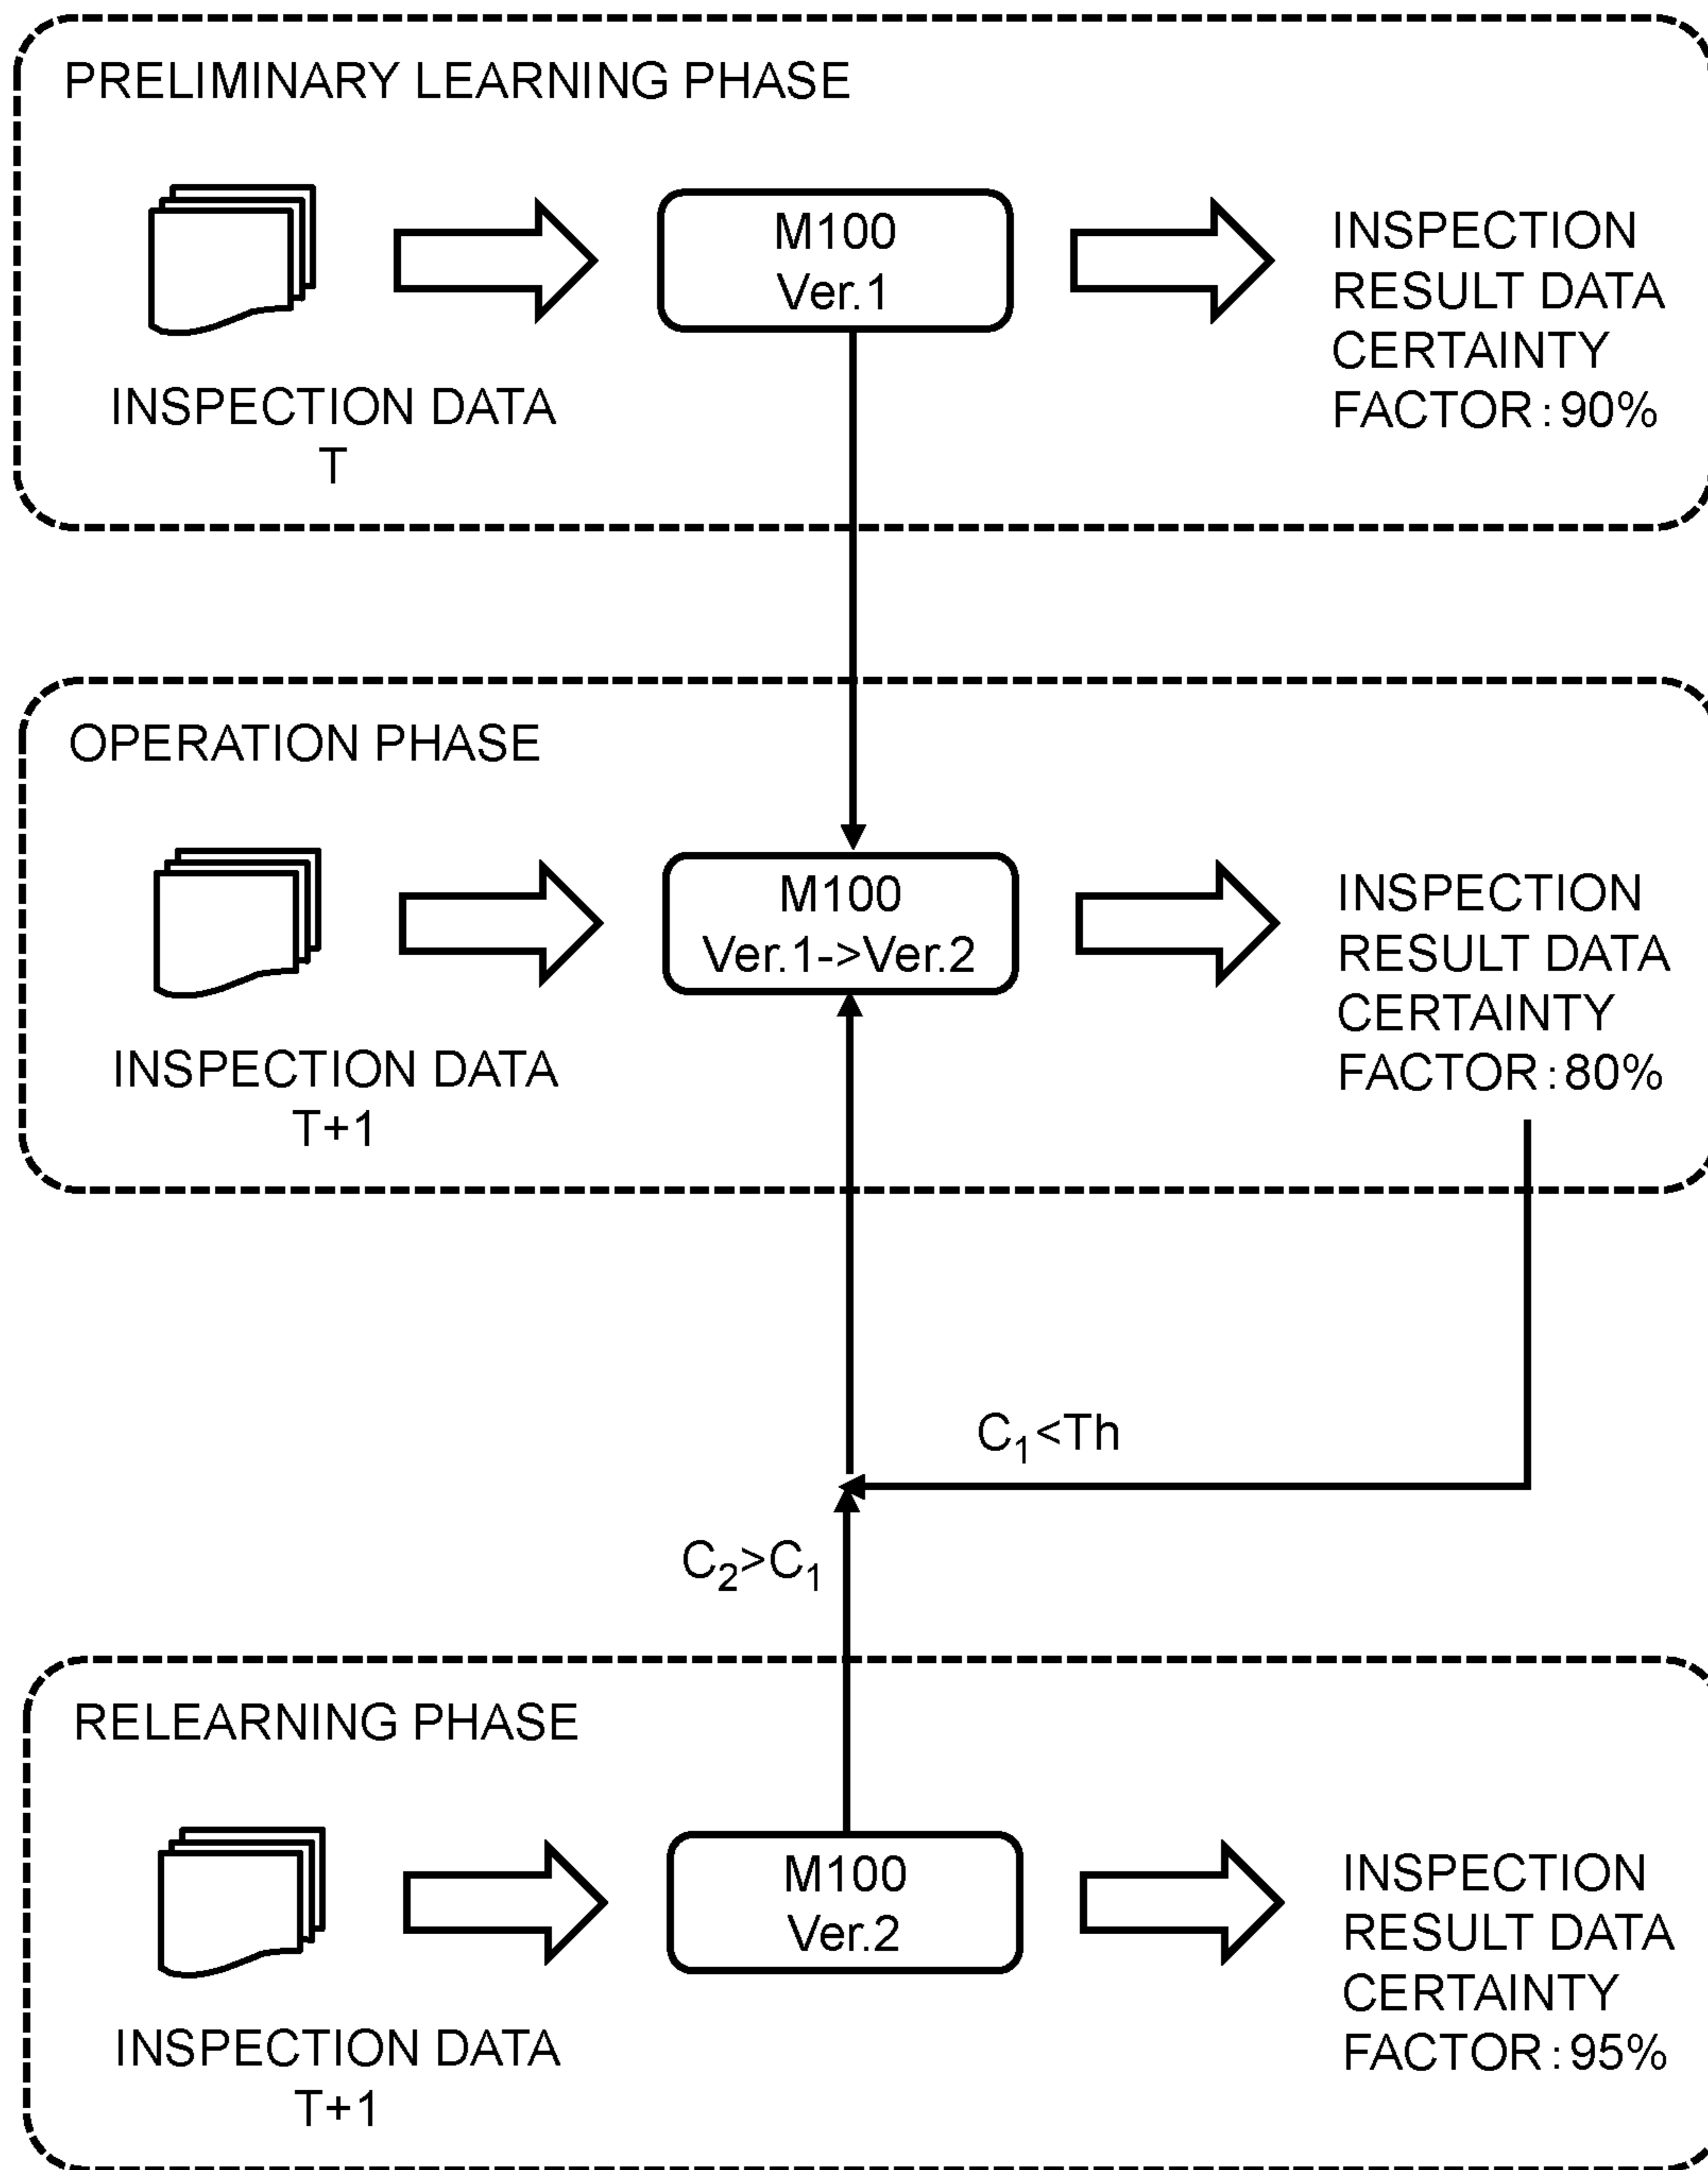 PRELIMINARY LEARNING PHASE
INSPECTION DATA
T
M100
Ver.1
INSPECTION
RESULT DATA
CERTAINTY
FACTOR:90%
OPERATION PHASE
INSPECTION DATA
T+1
M100
Ver.1->Ver.2
INSPECTION
RESULT DATA
CERTAINTY
FACTOR:80%
C₁<Th
C₂>C₁
RELEARNING PHASE
INSPECTION DATA
T+1
M100
Ver.2
INSPECTION
RESULT DATA
CERTAINTY
FACTOR:95%